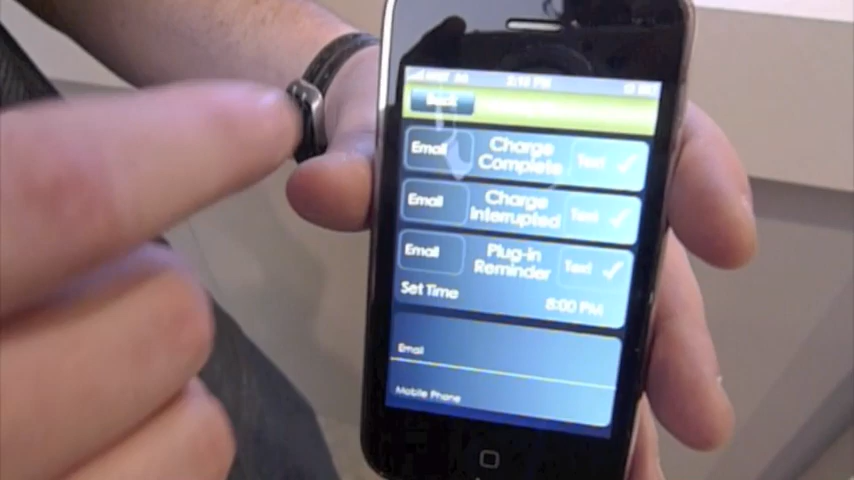 Back
Email Charge Complete Text
Email Charge Interrupted Text
Email Plug-in Reminder Text
Set Time 8:00 PM
Email
Mobile Phone